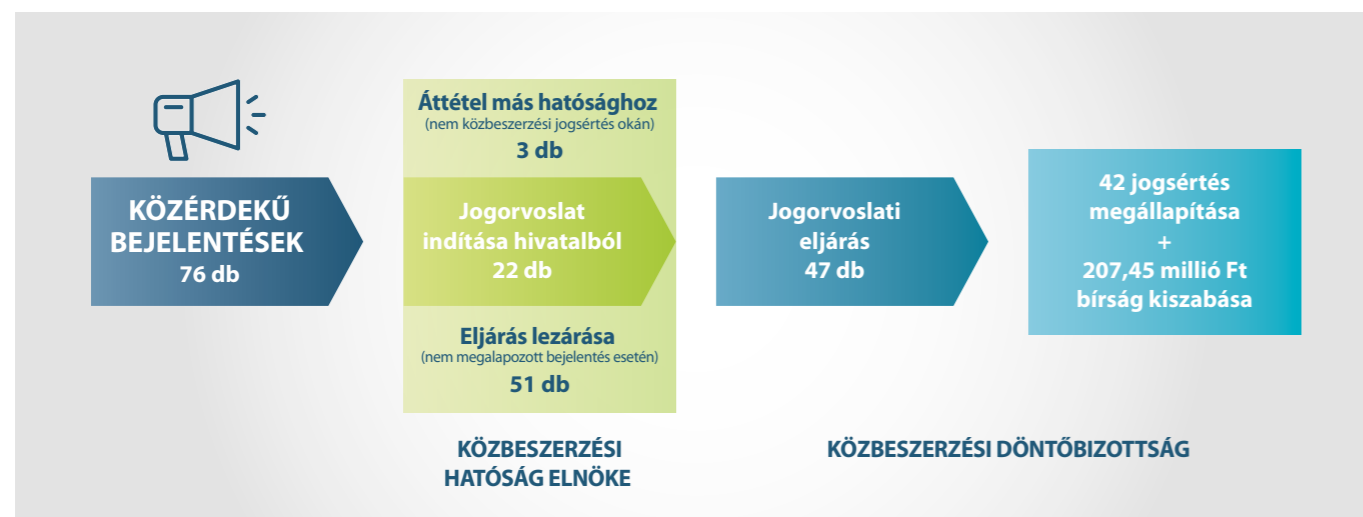 KÖZÉRDEKŰ
BEJELENTÉSEK
76 db
Áttétel más hatósághoz
(nem közbeszerzési jogsértés okán)
3 db
Jogorvoslat
indítása hivatalból
22 db
Eljárás lezárása
(nem megalapozott bejelentés esetén)
51 db
Jogorvoslati
eljárás
47 db
42 jogsértés
megállapítása
+
207,45 millió Ft
bírság kiszabása
KÖZBESZERZÉSI
HATÓSÁG ELNÖKE
KÖZBESZERZÉSI DÖNTŐBIZOTTSÁG